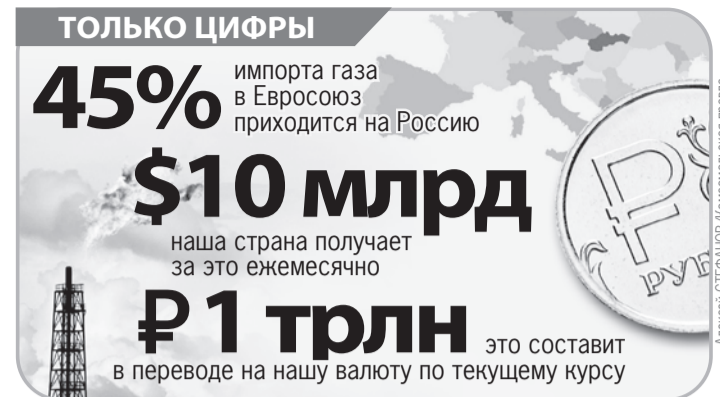 ТОЛЬКО ЦИФРЫ
45% импорта газа
в Евросоюз
приходится на Россию
$10 млрд
наша страна получает
за это ежемесячно
₽ 1 трлн это составит
в переводе на нашу валюту по текущему курсу
РУБ